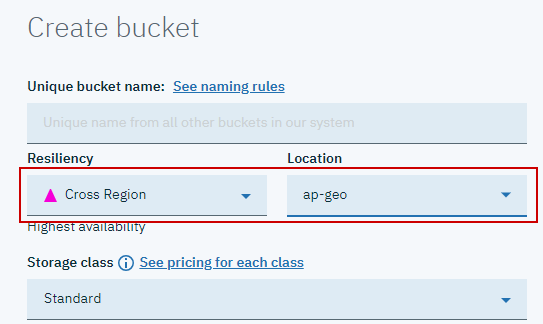 Create bucket
Unique bucket name: See naming rules
Unique name from all other buckets in our system
Resiliency Location
Cross Region ap-geo
Highest availability
Storage class See pricing for each class
Standard